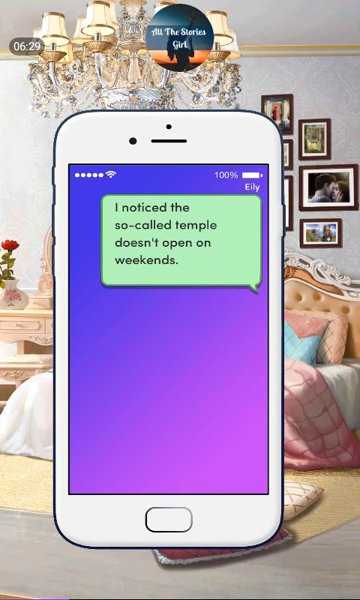 06:29
All The Stories
Girl
100%
Eily
I noticed the
so-called temple
doesn't open on
weekends.